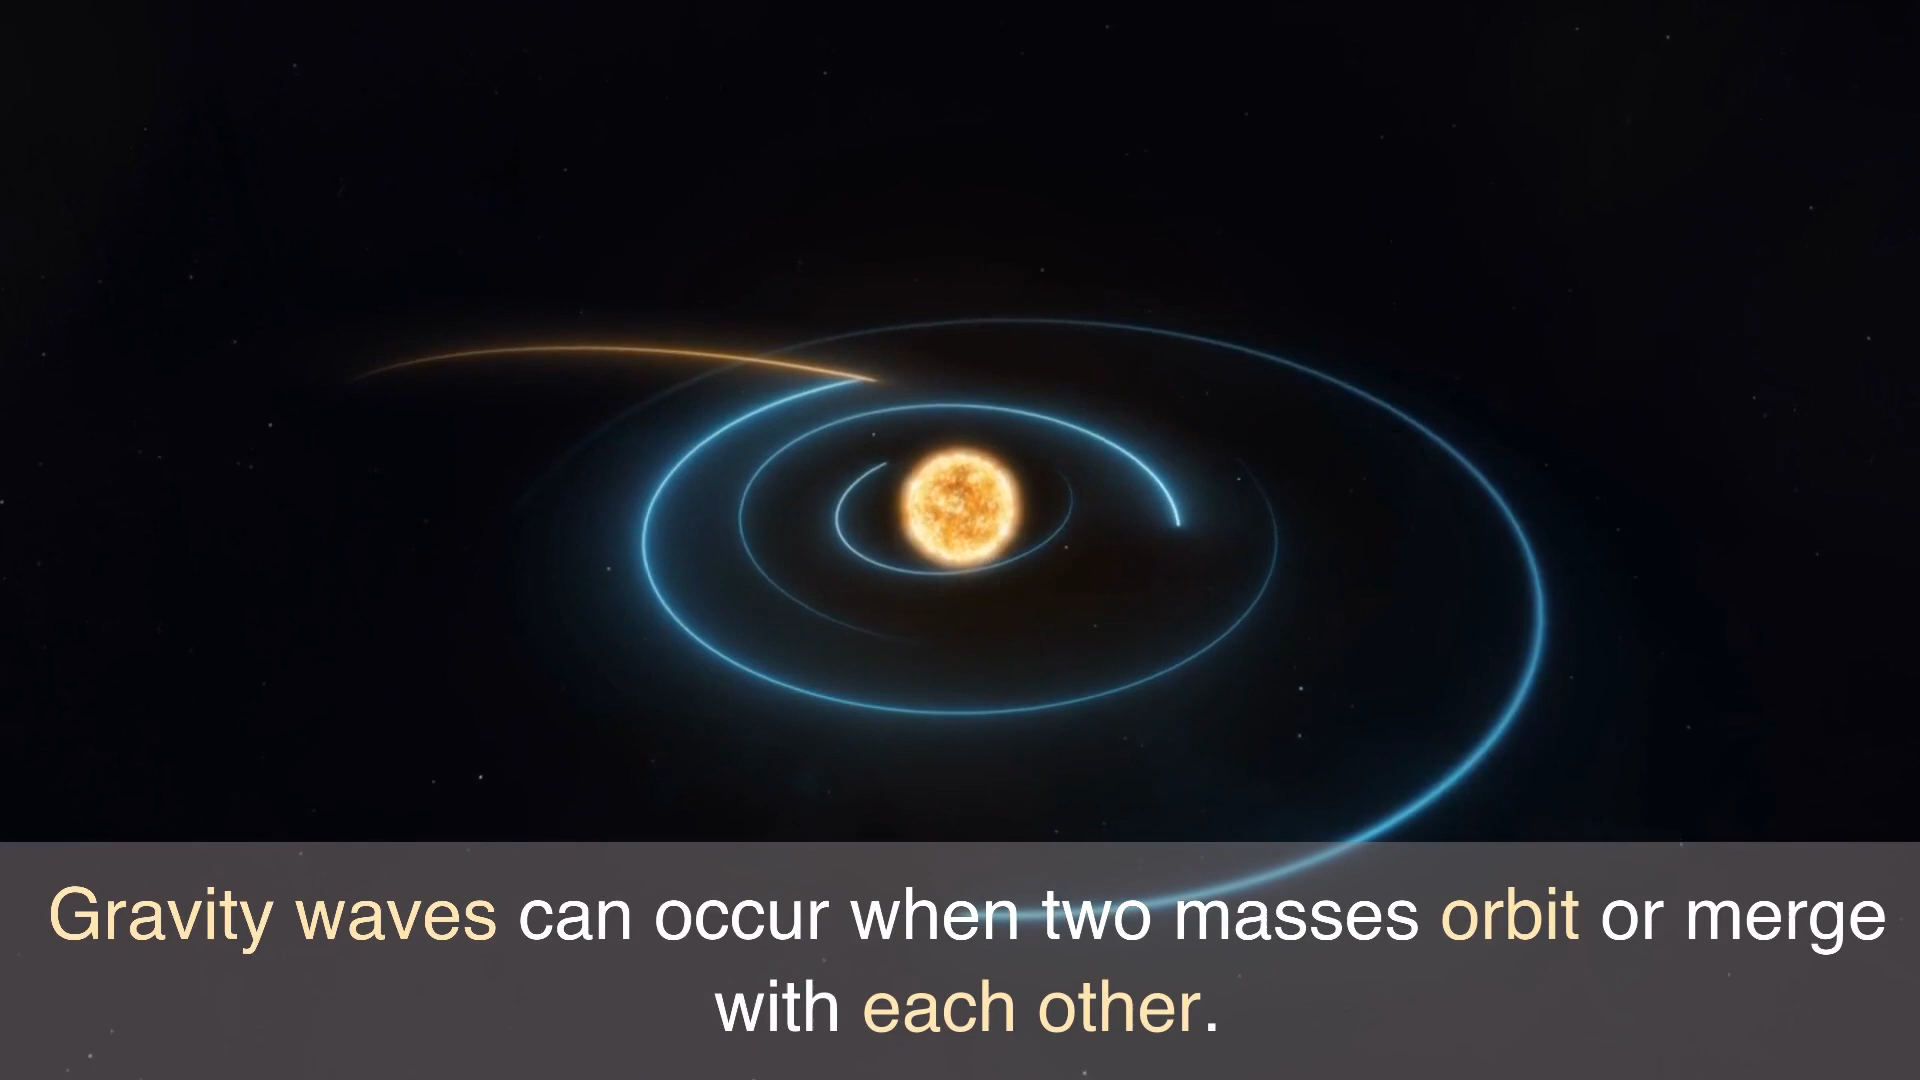 Gravity waves can occur when two masses orbit or merge
with each other.